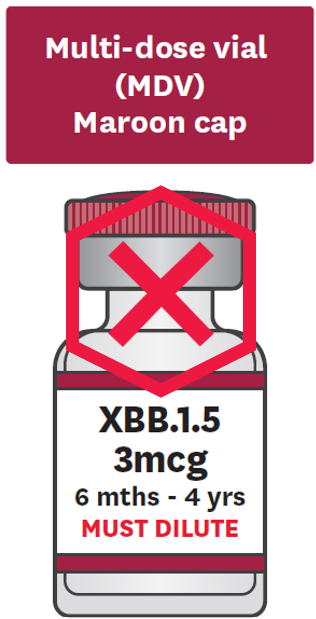 Multi-dose vial
(MDV)
Maroon cap
XBB.1.5
3mcg
6 mths - 4 yrs
MUST DILUTE